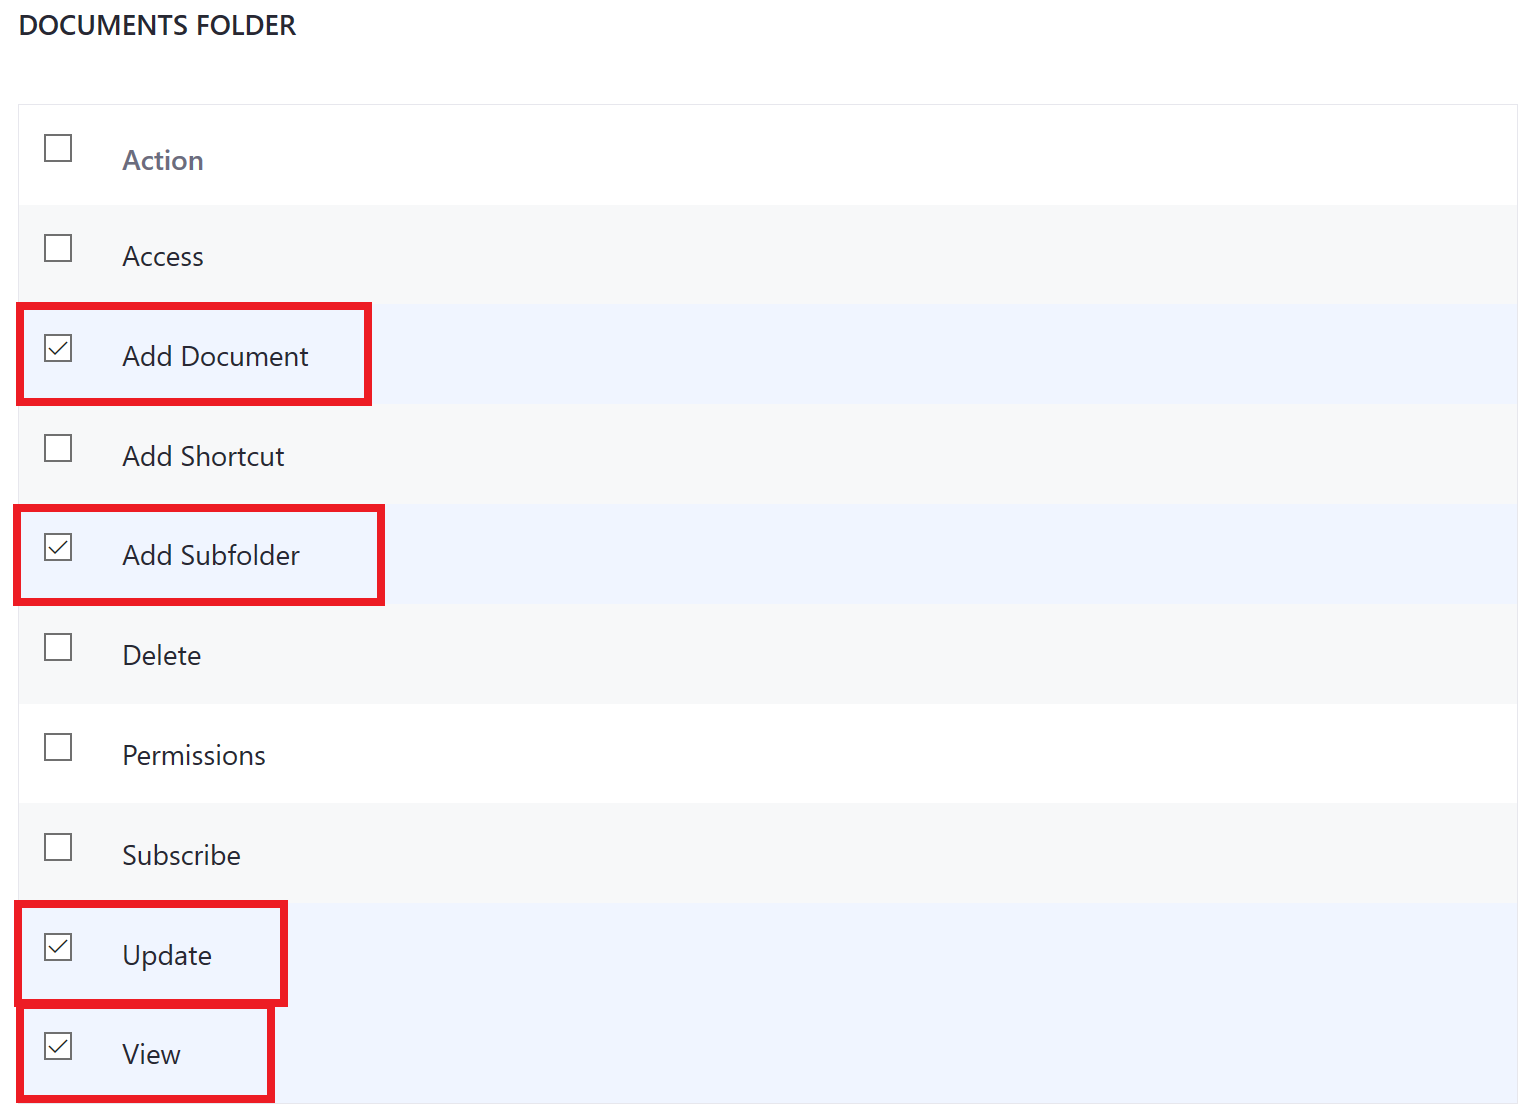 DOCUMENTS FOLDER
Action
Access
Add Document
Add Shortcut
Add Subfolder
Delete
Permissions
Subscribe
Update
View